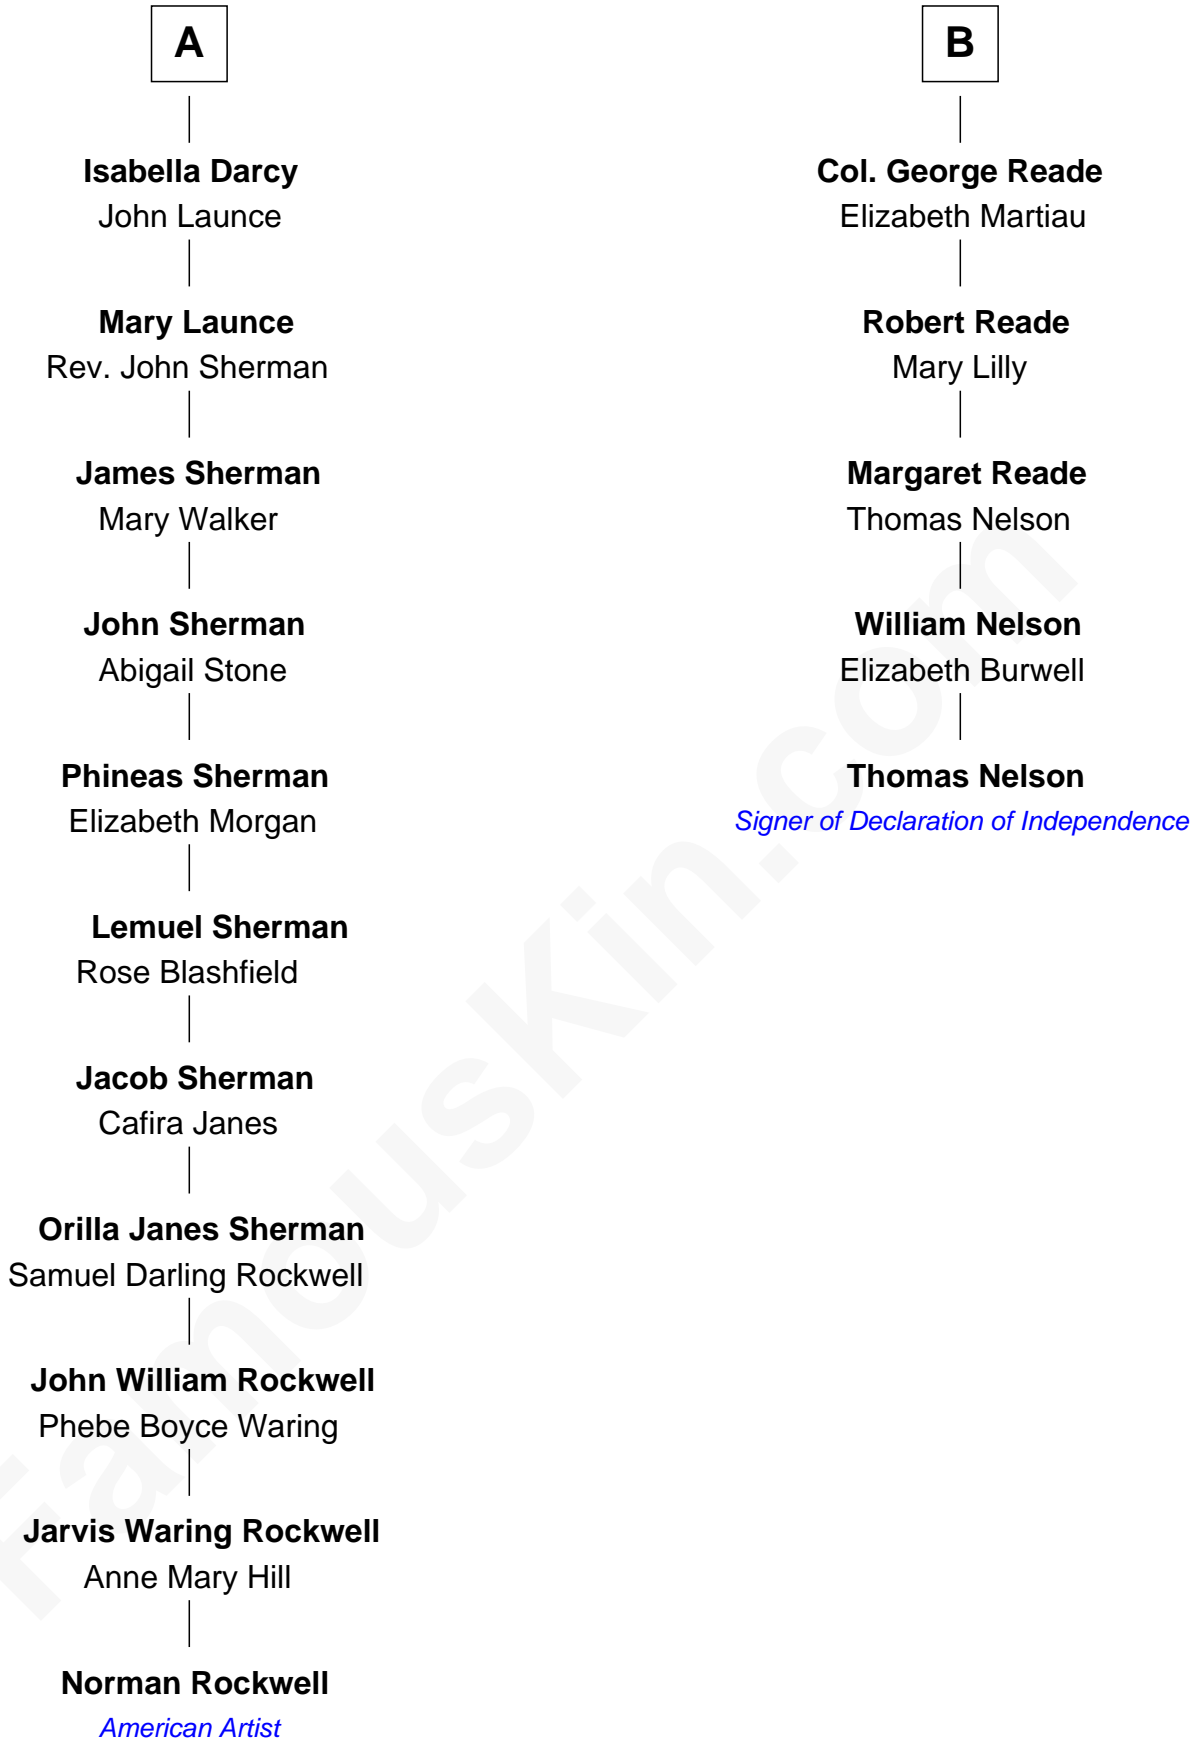 A
Isabella Darcy
John Launce
Mary Launce
Rev. John Sherman
James Sherman
Mary Walker
John Sherman
Abigail Stone
Phineas Sherman
Elizabeth Morgan
Lemuel Sherman
Rose Blashfield
Jacob Sherman
Cafira Janes
Orilla Janes Sherman
Samuel Darling Rockwell
John William Rockwell
Phebe Boyce Waring
Jarvis Waring Rockwell
Anne Mary Hill
Norman Rockwell
American Artist
B
Col. George Reade
Elizabeth Martiau
Robert Reade
Mary Lilly
Margaret Reade
Thomas Nelson
William Nelson
Elizabeth Burwell
Thomas Nelson
Signer of Declaration of Independence
FamousKin.com